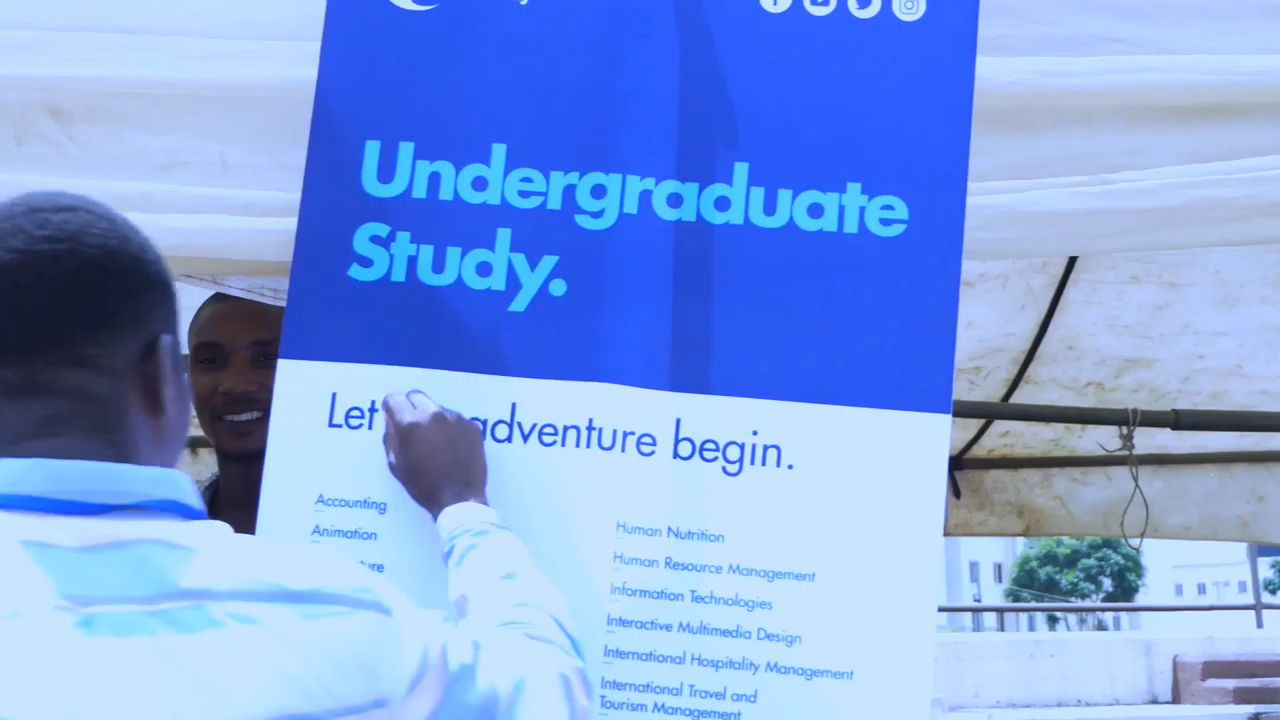 Undergraduate
Study.
Let adventure begin.
Accounting
Animation
Human Nutrition
Human Resource Management
Information Technologies
Interactive Multimedia Design
International Hospitality Management
International Travel and
Tourism Management